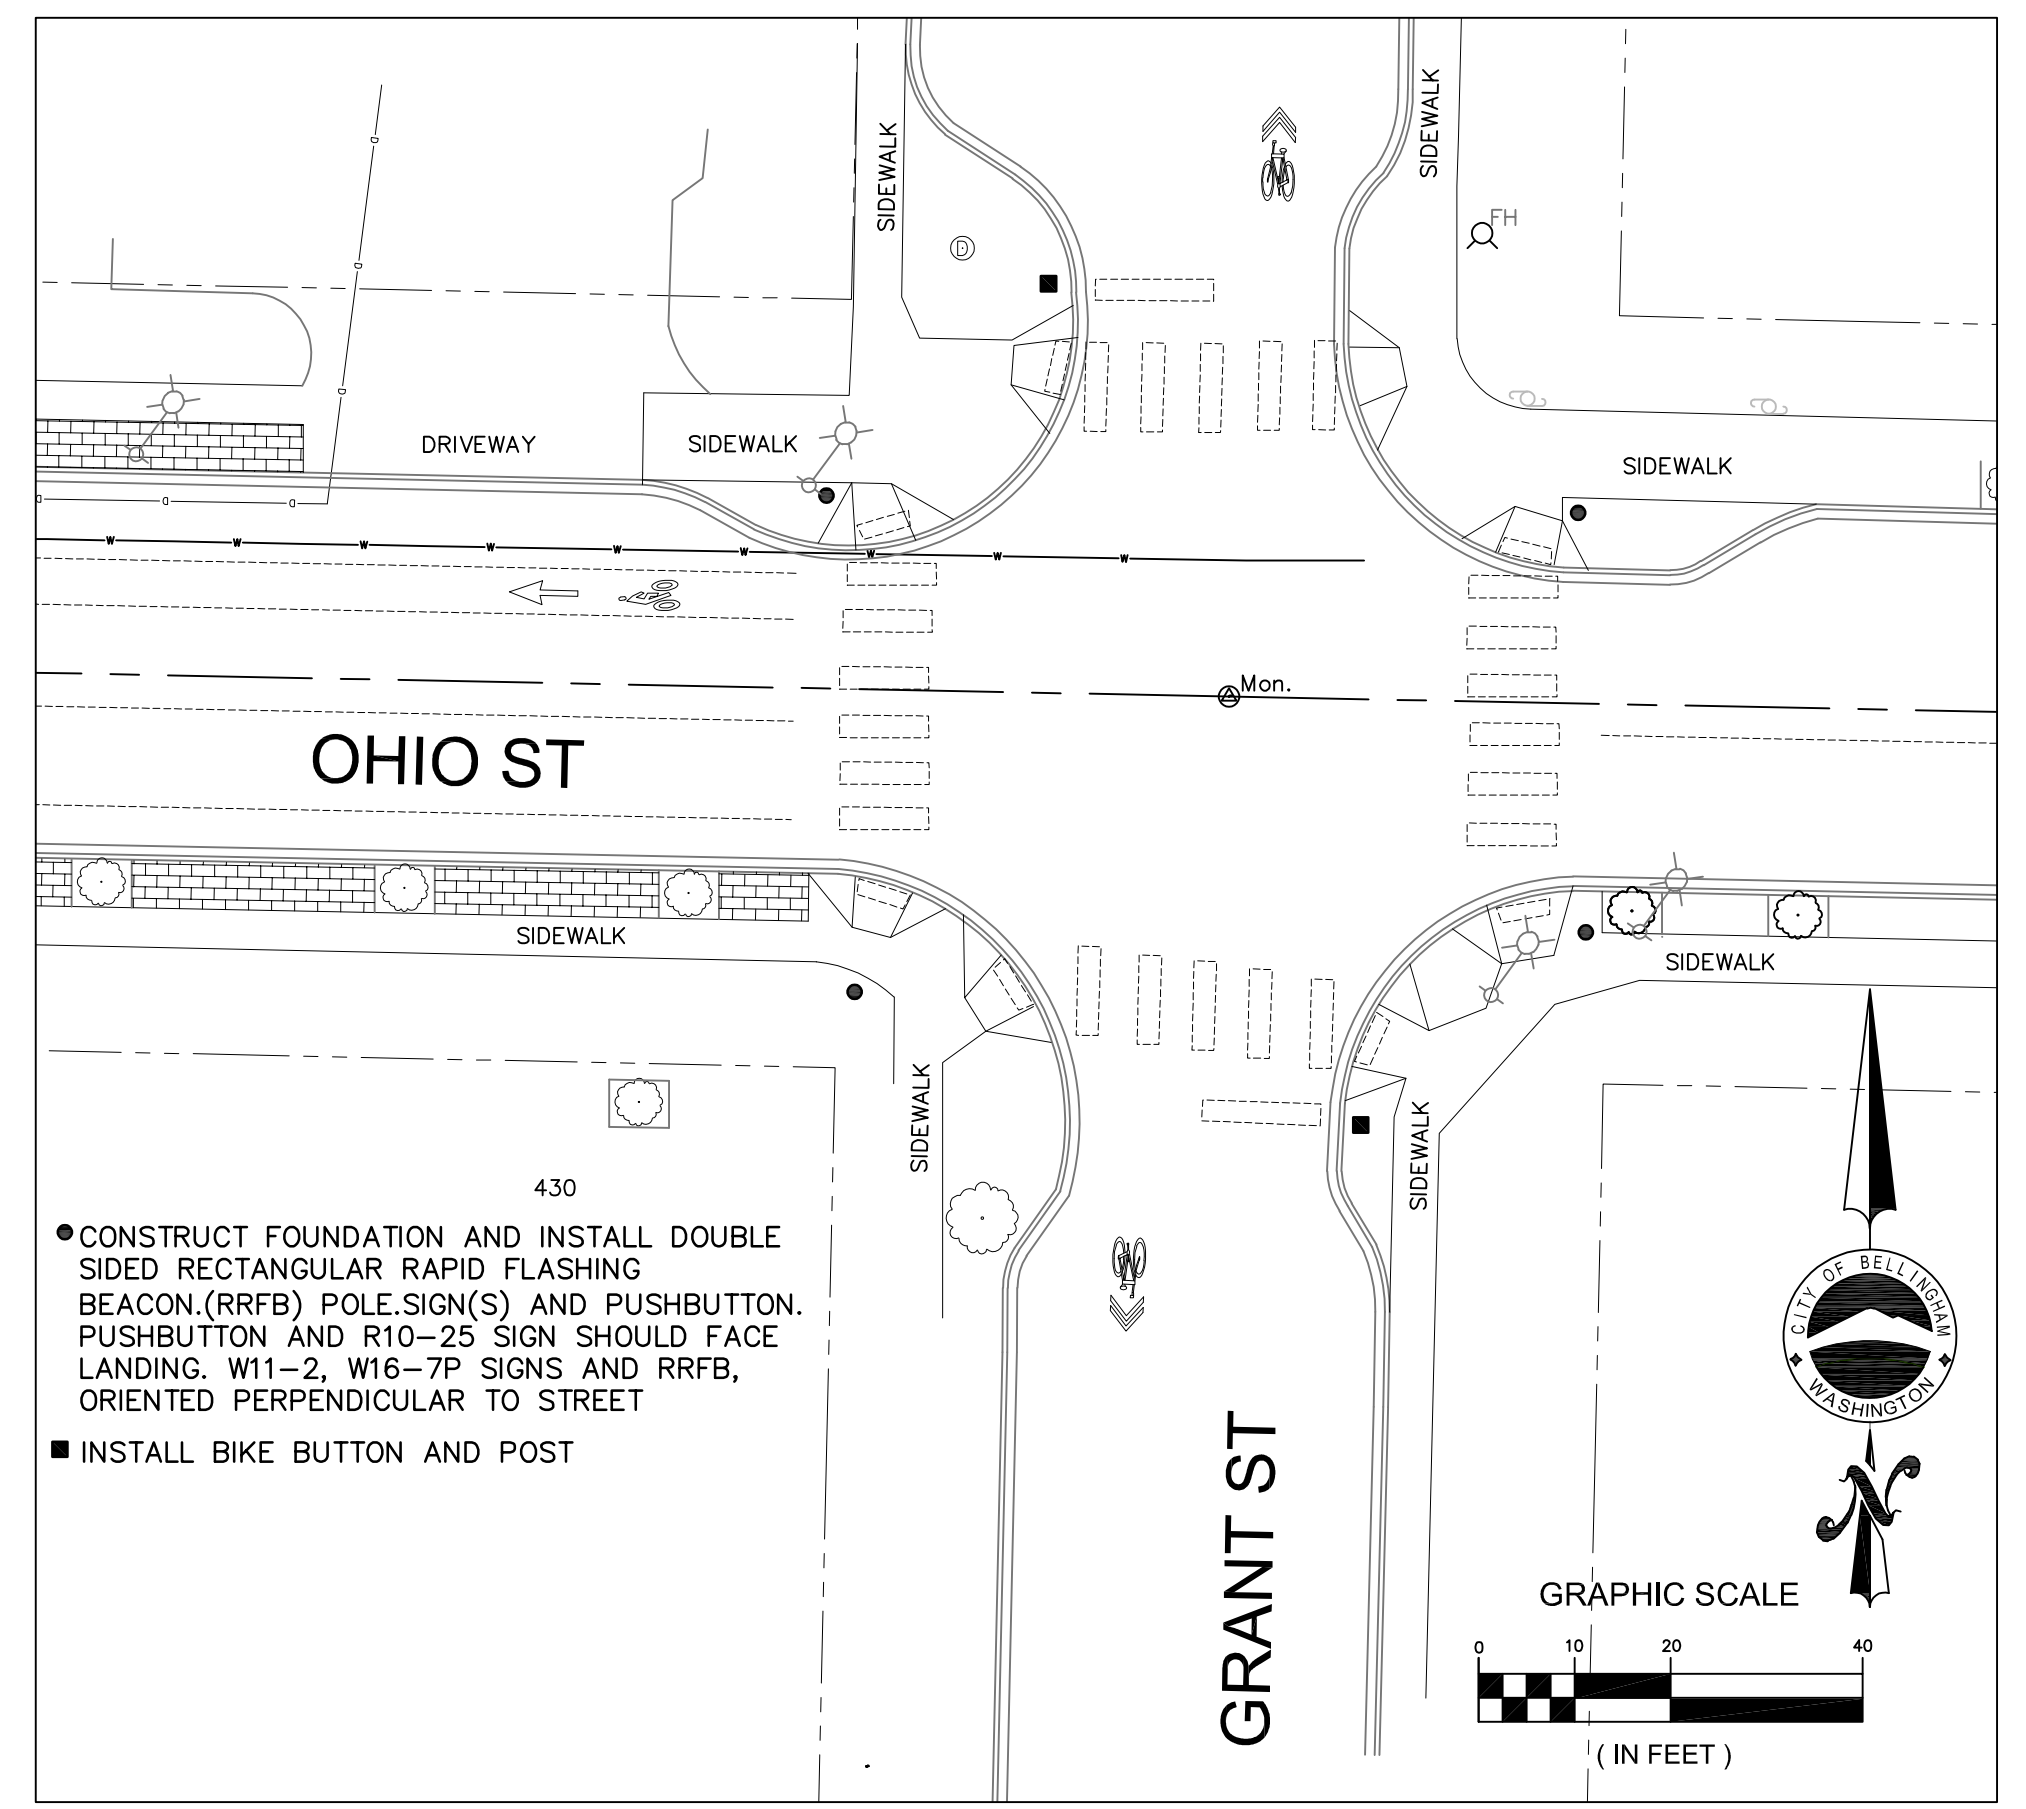 SIDEWALK
SIDEWALK
FH
D
D
D
D
D
DRIVEWAY
SIDEWALK
SIDEWALK
D
D
D
W W W W W W W W W
Mon.
OHIO ST
SIDEWALK
SIDEWALK
SIDEWALK
SIDEWALK
430
CONSTRUCT FOUNDATION AND INSTALL DOUBLE
SIDED RECTANGULAR RAPID FLASHING
BEACON.(RRFB) POLE.SIGN(S) AND PUSHBUTTON.
PUSHBUTTON AND R10-25 SIGN SHOULD FACE
LANDING. W11-2, W16-7P SIGNS AND RRFB,
ORIENTED PERPENDICULAR TO STREET
INSTALL BIKE BUTTON AND POST
GRANT ST
CITY OF BELLINGHAM
WASHINGTON
N
GRAPHIC SCALE
0 10 20 40
( IN FEET )